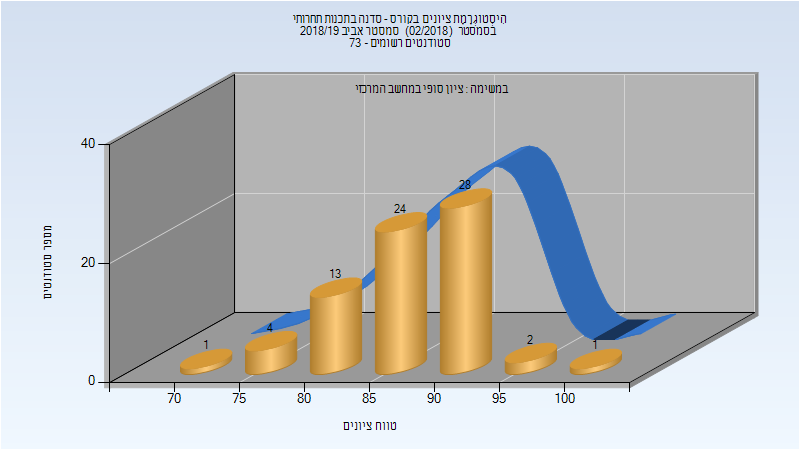 היסטוגרמת ציונים בקורס - סדנה בתכנות תחרותי
בסמסטר (02/2018) סמסטר אביב 2018/19
סטודנטים רשומים - 73
במשימה : ציון סופי במחשב המרכזי
מספר סטודנטים
40
20
0
1
4
13
24
28
2
1
70
75
80
85
90
95
100
טווח ציונים